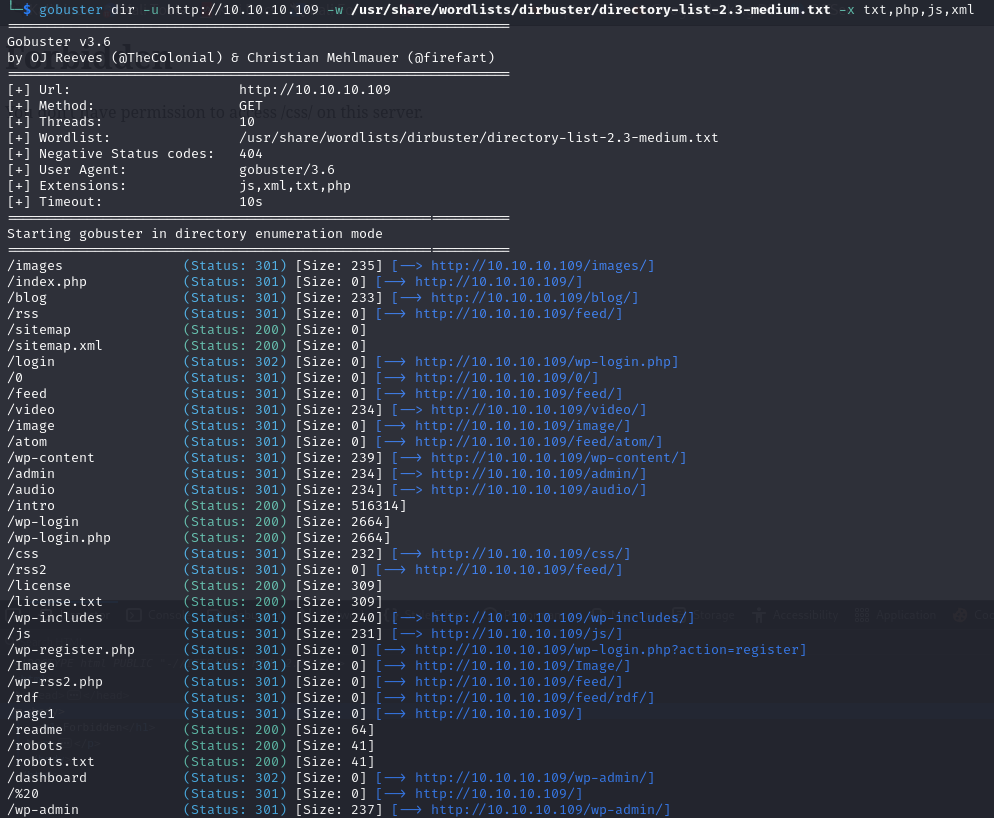 └─$ gobuster dir -u http://10.10.10.109 -w /usr/share/wordlists/dirbuster/directory-list-2.3-medium.txt -x txt,php,js,xml
===============================================================
Gobuster v3.6
by OJ Reeves (@TheColonial) & Christian Mehlmauer (@firefart)
===============================================================
[+] Url:                     http://10.10.10.109
[+] Method:                  GET
[+] Threads:                 10
[+] Wordlist:                /usr/share/wordlists/dirbuster/directory-list-2.3-medium.txt
[+] Negative Status codes:   404
[+] User Agent:              gobuster/3.6
[+] Extensions:              js,xml,txt,php
[+] Timeout:                 10s
===============================================================
Starting gobuster in directory enumeration mode
===============================================================
/images               (Status: 301) [Size: 235] [--> http://10.10.10.109/images/]
/index.php            (Status: 301) [Size: 0] [--> http://10.10.10.109/]
/blog                 (Status: 301) [Size: 233] [--> http://10.10.10.109/blog/]
/rss                  (Status: 301) [Size: 0] [--> http://10.10.10.109/feed/]
/sitemap              (Status: 200) [Size: 0]
/sitemap.xml          (Status: 200) [Size: 0]
/login                (Status: 302) [Size: 0] [--> http://10.10.10.109/wp-login.php]
/0                    (Status: 301) [Size: 0] [--> http://10.10.10.109/0/]
/feed                 (Status: 301) [Size: 0] [--> http://10.10.10.109/feed/]
/video                (Status: 301) [Size: 234] [--> http://10.10.10.109/video/]
/image                (Status: 301) [Size: 0] [--> http://10.10.10.109/image/]
/atom                 (Status: 301) [Size: 0] [--> http://10.10.10.109/feed/atom/]
/wp-content           (Status: 301) [Size: 239] [--> http://10.10.10.109/wp-content/]
/admin                (Status: 301) [Size: 234] [--> http://10.10.10.109/admin/]
/audio                (Status: 301) [Size: 234] [--> http://10.10.10.109/audio/]
/intro                (Status: 200) [Size: 516314]
/wp-login             (Status: 200) [Size: 2664]
/wp-login.php         (Status: 200) [Size: 2664]
/css                  (Status: 301) [Size: 232] [--> http://10.10.10.109/css/]
/rss2                 (Status: 301) [Size: 0] [--> http://10.10.10.109/feed/]
/license              (Status: 200) [Size: 309]
/license.txt          (Status: 200) [Size: 309]
/wp-includes          (Status: 301) [Size: 240] [--> http://10.10.10.109/wp-includes/]
/js                   (Status: 301) [Size: 231] [--> http://10.10.10.109/js/]
/wp-register.php      (Status: 301) [Size: 0] [--> http://10.10.10.109/wp-login.php?action=register]
/Image                (Status: 301) [Size: 0] [--> http://10.10.10.109/Image/]
/wp-rss2.php          (Status: 301) [Size: 0] [--> http://10.10.10.109/feed/]
/rdf                  (Status: 301) [Size: 0] [--> http://10.10.10.109/feed/rdf/]
/page1                (Status: 301) [Size: 0] [--> http://10.10.10.109/]
/readme               (Status: 200) [Size: 64]
/robots               (Status: 200) [Size: 41]
/robots.txt           (Status: 200) [Size: 41]
/dashboard            (Status: 302) [Size: 0] [--> http://10.10.10.109/wp-admin/]
/%20                  (Status: 301) [Size: 0] [--> http://10.10.10.109/]
/wp-admin             (Status: 301) [Size: 237] [--> http://10.10.10.109/wp-admin/]